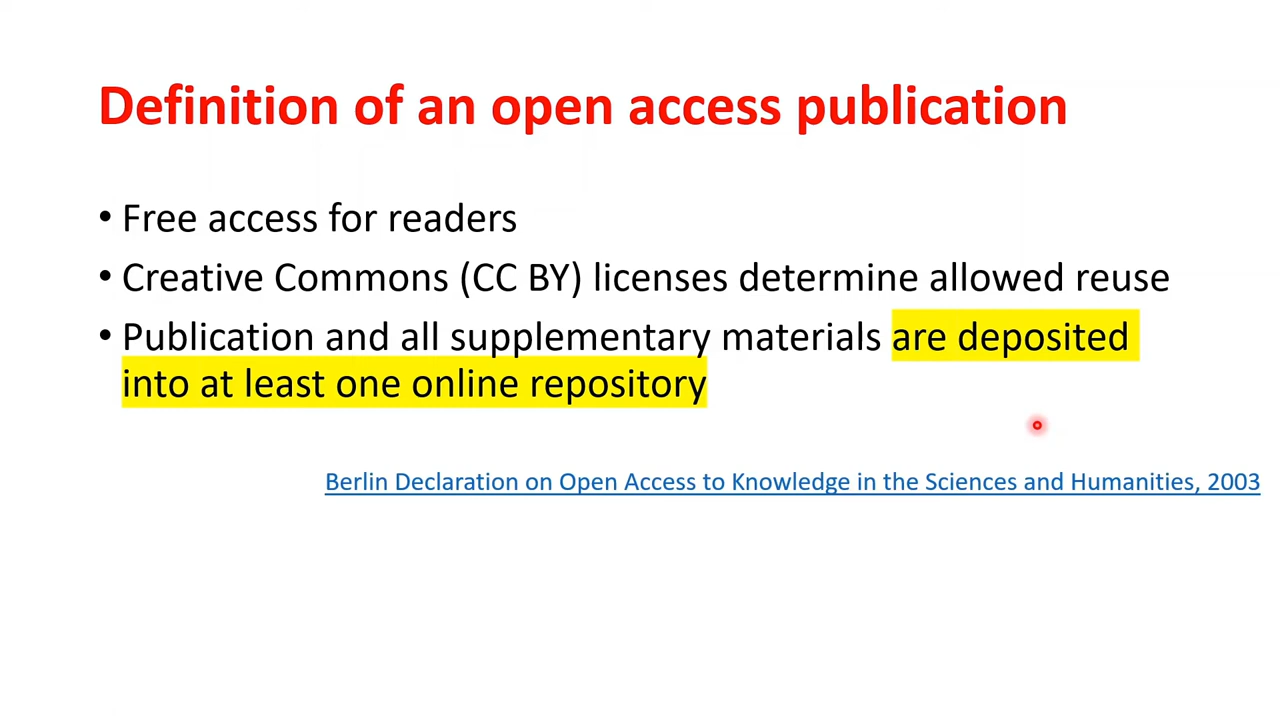 Definition of an open access publication
• Free access for readers
• Creative Commons (CC BY) licenses determine allowed reuse
• Publication and all supplementary materials are deposited
into at least one online repository
Berlin Declaration on Open Access to Knowledge in the Sciences and Humanities, 2003